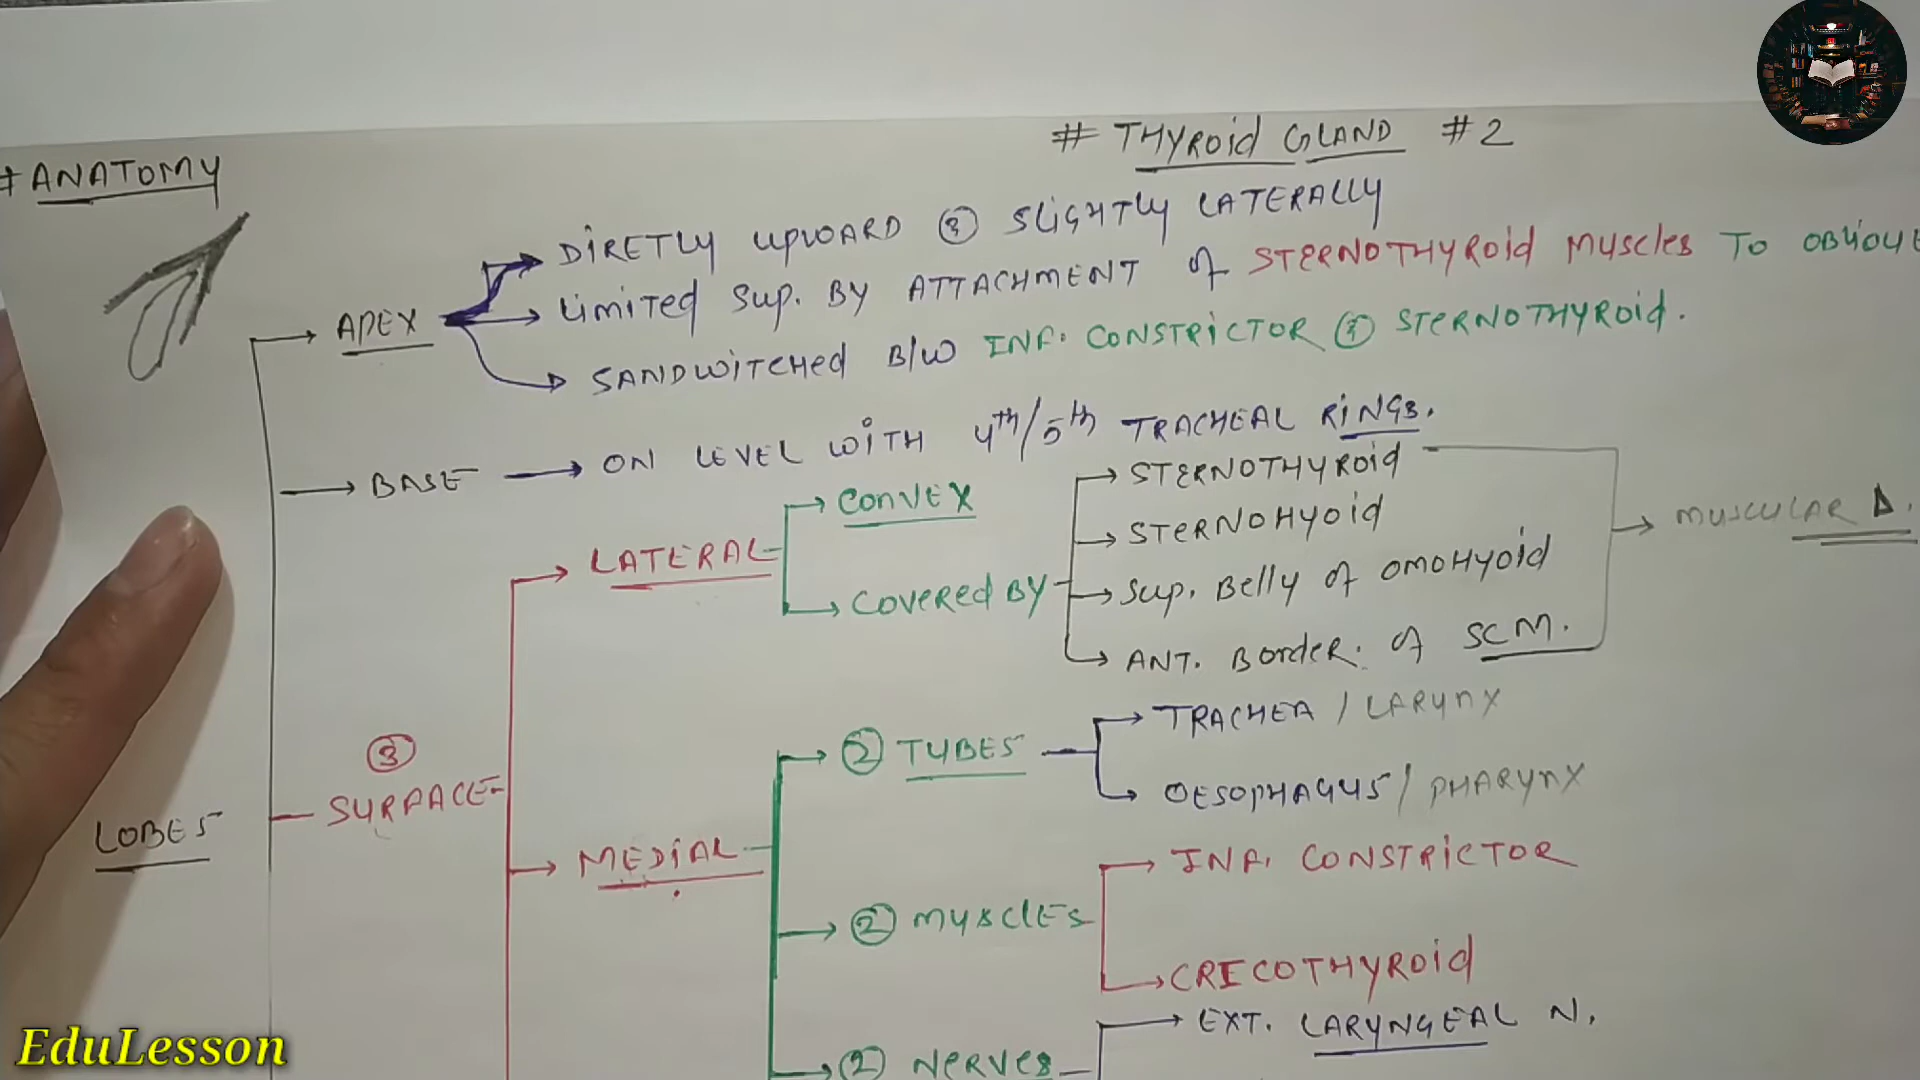 # THYROID GLAND #2
# ANATOMY
DIRETLY UPWARD & SLIGHTLY LATERALLY
APEX
LIMITED SUP. BY ATTACHMENT of STERNOTHYROID MUSCLES TO
SANDWITCHED B/W INF. CONSTRICTOR & STERNOTHYROID.
BASE
ON LEVEL WITH 4th/5th TRACHEAL RINGS.
LATERAL
CONVEX
COVERED BY
STERNOTHYROID
STERNOHYOID
SUP. BELLY of OMOHYOID
ANT. BORDER. of SCM.
MUSCULAR Δ.
LOBES
③
SURFACE
MEDIAL
② TUBES
TRACHEA / LARYNX
OESOPHAGUS / PHARYNX
② MUSCLES
INF. CONSTRICTOR
CRICOTHYROID
② NERVES
EXT. LARYNGEAL N.
EduLesson